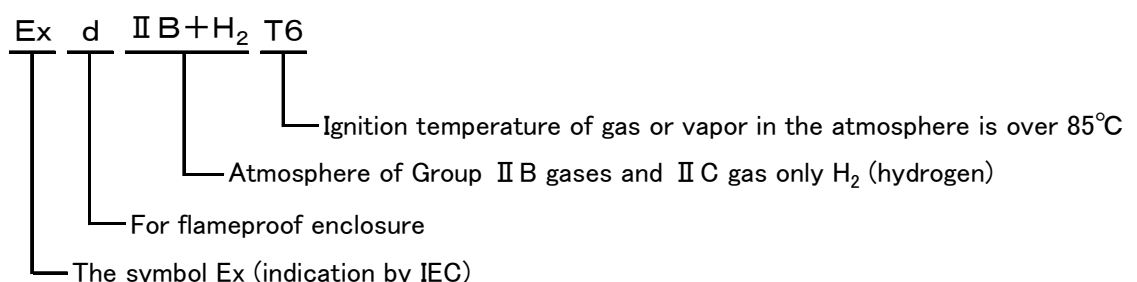 Ex d ⅡB＋H₂ T6
Ignition temperature of gas or vapor in the atmosphere is over 85℃
Atmosphere of Group ⅡB gases and ⅡC gas only H₂ (hydrogen)
For flameproof enclosure
The symbol Ex (indication by IEC)